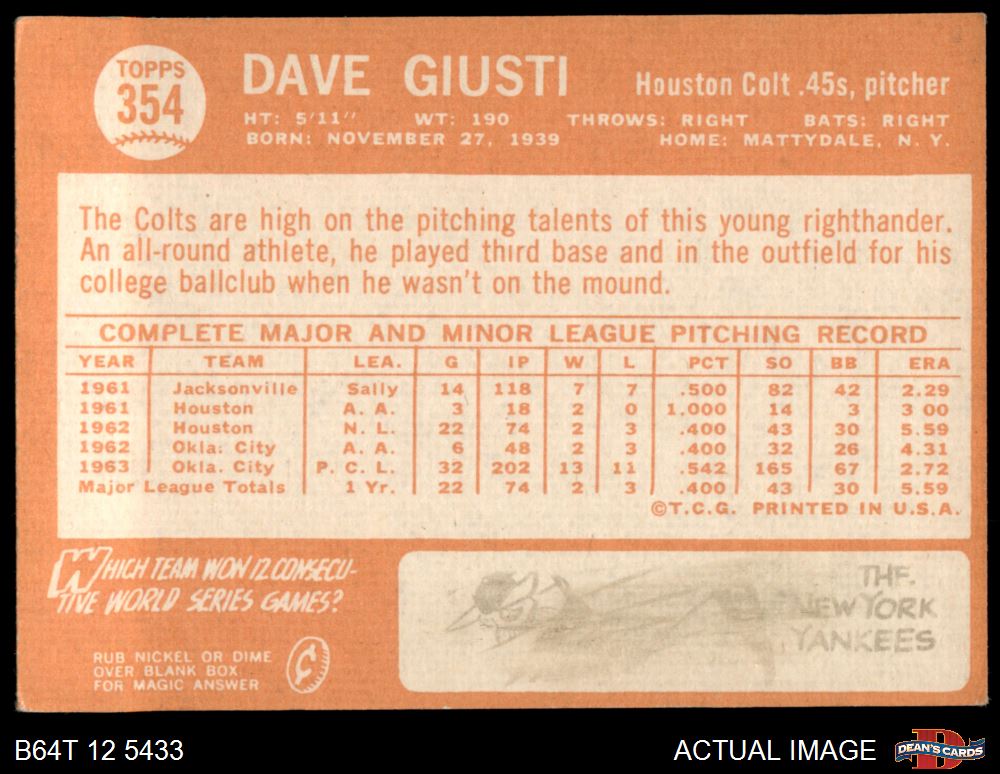 TOPPS
354
DAVE GIUSTI
Houston Colt .45s, pitcher
HT: 5'11" WT: 190 THROWS: RIGHT BATS: RIGHT
BORN: NOVEMBER 27, 1939 HOME: MATTYDALE, N. Y.
The Colts are high on the pitching talents of this young righthander.
An all-round athlete, he played third base and in the outfield for his
college ballclub when he wasn't on the mound.
COMPLETE MAJOR AND MINOR LEAGUE PITCHING RECORD
YEAR TEAM LEA. G IP W L PCT SO BB ERA
1961 Jacksonville Sally 14 118 7 7 .500 82 42 2.29
1961 Houston A. A. 3 18 2 0 1.000 14 3 3 00
1962 Houston N. L. 22 74 2 3 .400 43 30 5.59
1962 Okla. City A. A. 6 48 2 3 .400 32 26 4.31
1963 Okla. City P. C. L. 32 202 13 11 .542 165 67 2.72
Major League Totals 1 Yr. 22 74 2 3 .400 43 30 5.59
©T.C.G. PRINTED IN U.S.A.
WHICH TEAM WON 12 CONSECU-
TIVE WORLD SERIES GAMES?
RUB NICKEL OR DIME
OVER BLANK BOX
FOR MAGIC ANSWER
THE
NEW YORK
YANKEES
B64T 12 5433
ACTUAL IMAGE
DEAN'S CARDS